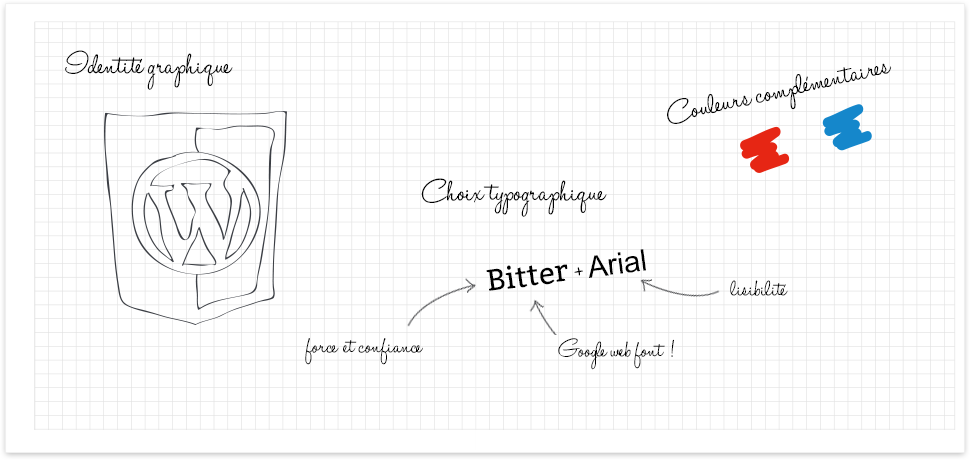 Identité graphique
Couleurs complémentaires
W
Choix typographique
Bitter + Arial
lisibilité
force et confiance
Google web font !